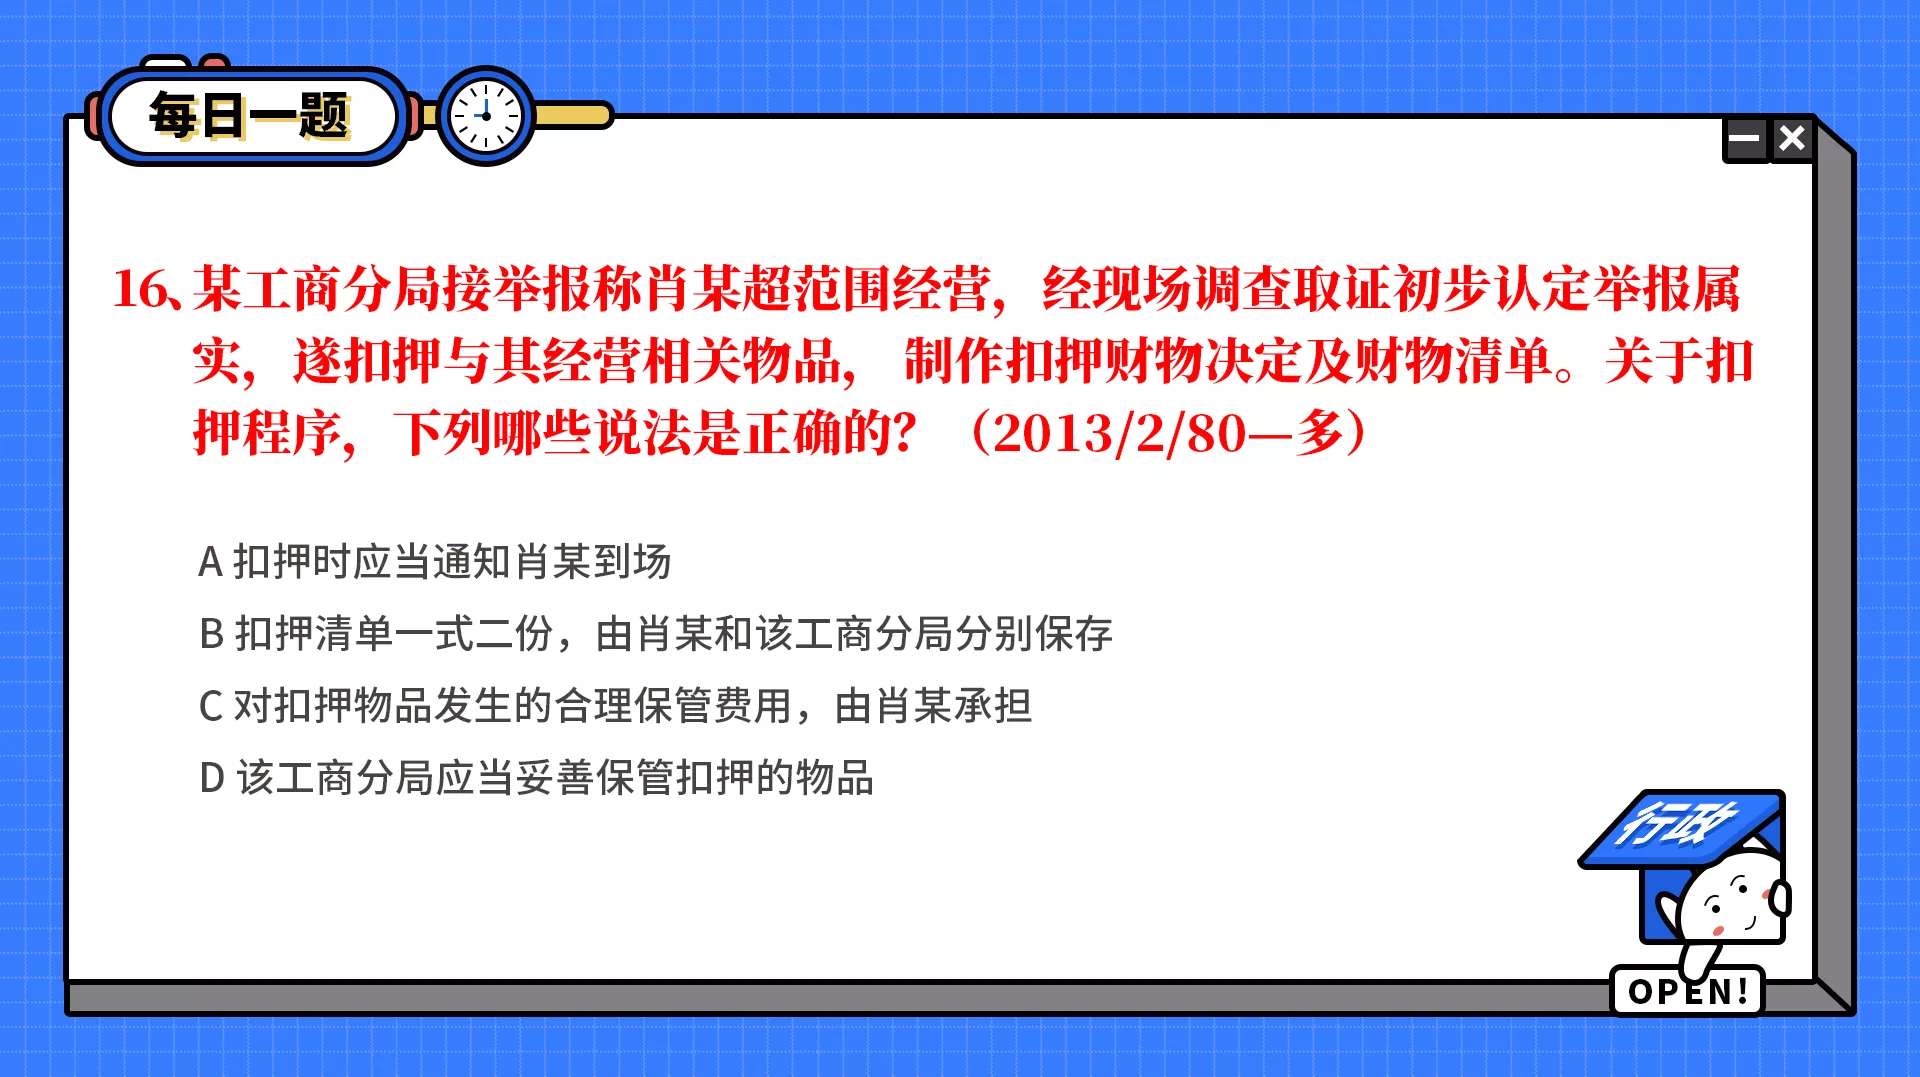 每日一题
16、某工商分局接举报称肖某超范围经营，经现场调查取证初步认定举报属
实，遂扣押与其经营相关物品， 制作扣押财物决定及财物清单。关于扣
押程序，下列哪些说法是正确的？（2013/2/80—多）
A 扣押时应当通知肖某到场
B 扣押清单一式二份，由肖某和该工商分局分别保存
C 对扣押物品发生的合理保管费用，由肖某承担
D 该工商分局应当妥善保管扣押的物品
行政
OPEN!